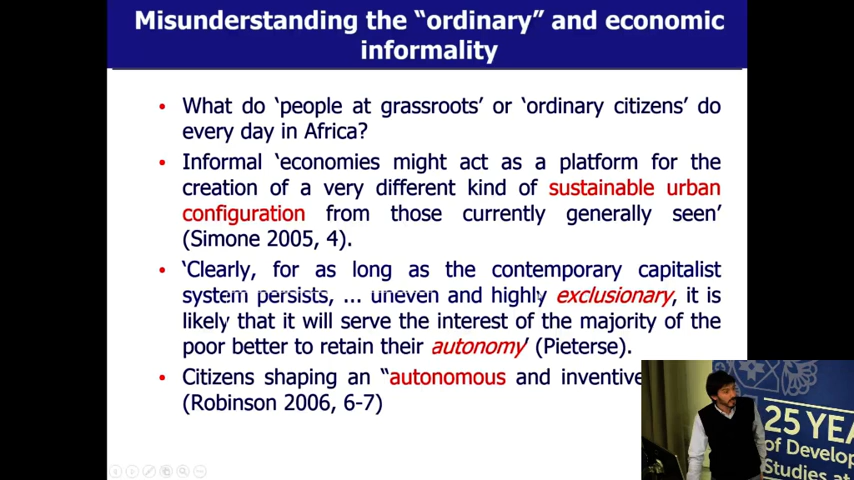 Misunderstanding the “ordinary” and economic
informality
• What do ‘people at grassroots’ or ‘ordinary citizens’ do
every day in Africa?
• Informal ‘economies might act as a platform for the
creation of a very different kind of sustainable urban
configuration from those currently generally seen’
(Simone 2005, 4).
• ‘Clearly, for as long as the contemporary capitalist
system persists, ... uneven and highly exclusionary, it is
likely that it will serve the interest of the majority of the
poor better to retain their autonomy’ (Pieterse).
• Citizens shaping an “autonomous and inventive
(Robinson 2006, 6-7)
25 YEA
of Develop
Studies at